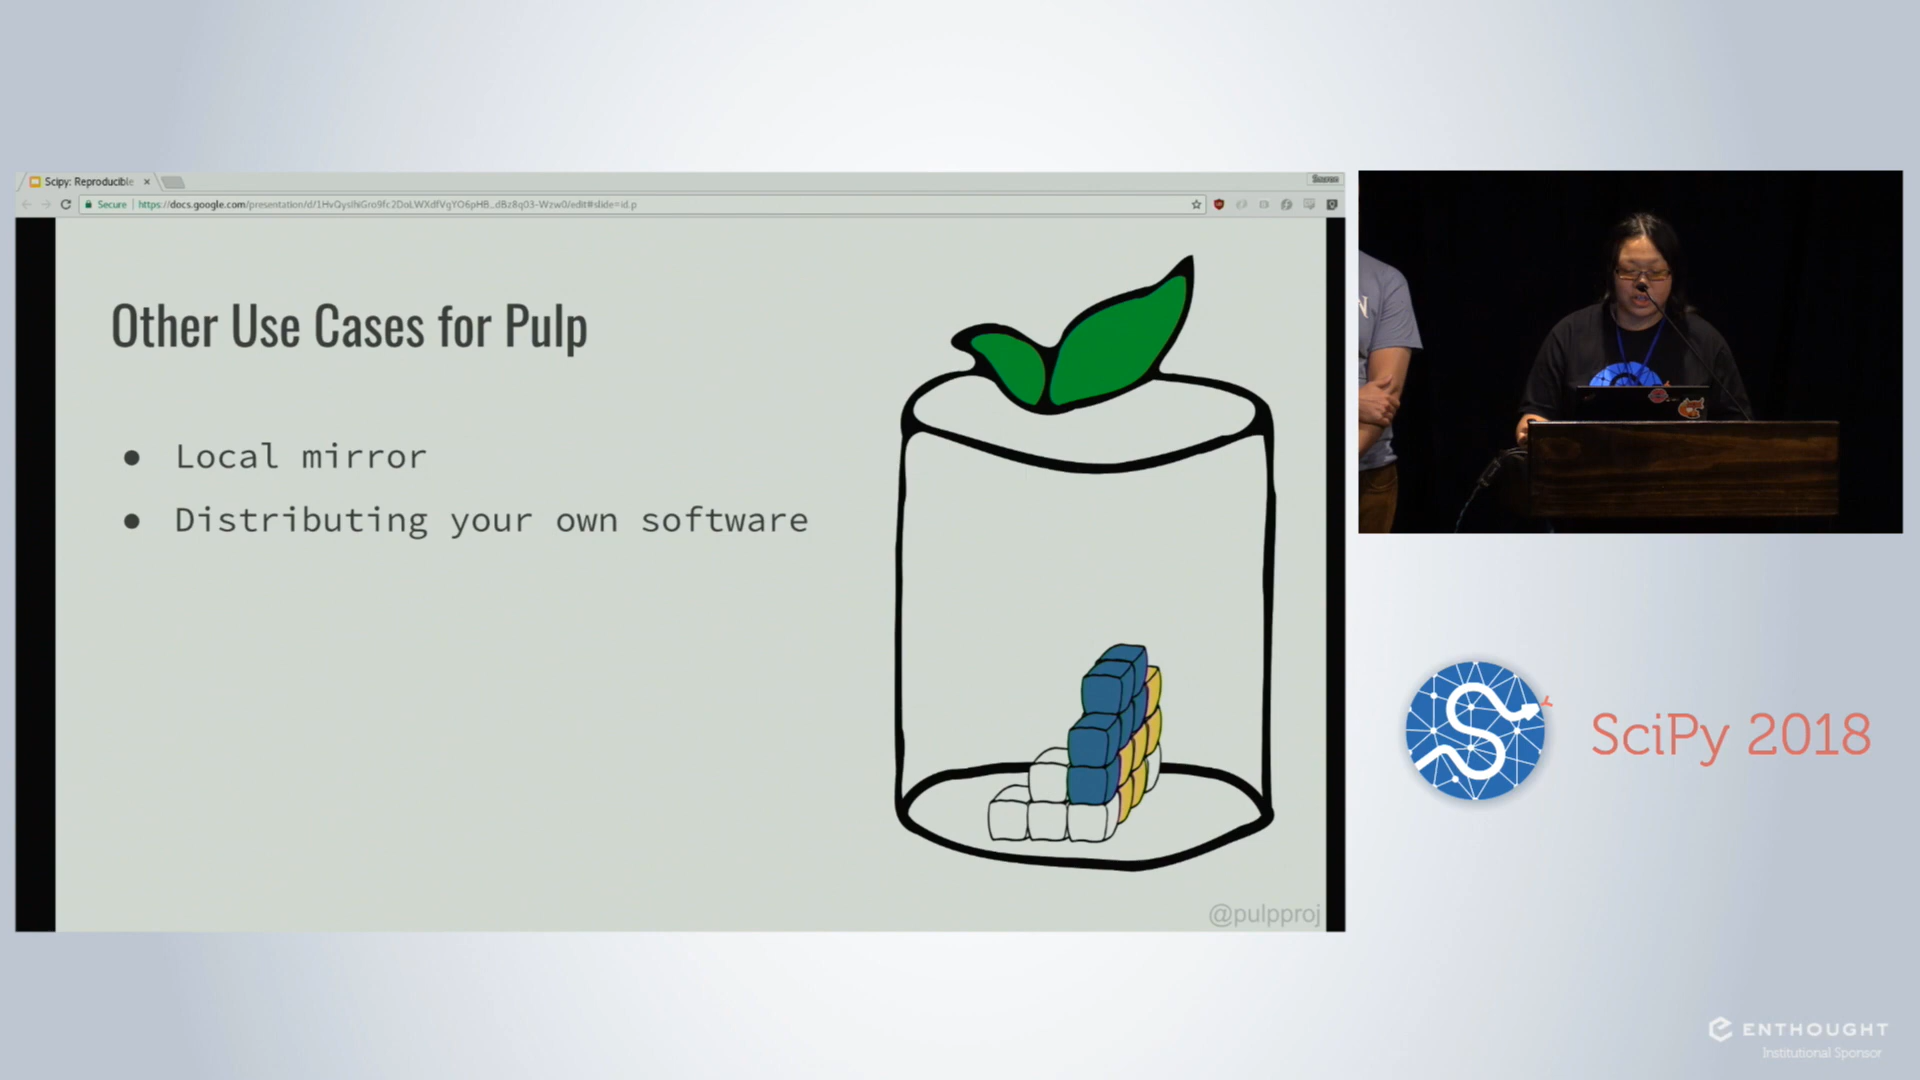 Scipy: Reproducible
Secure
Other Use Cases for Pulp
● Local mirror
● Distributing your own software
@pulpproj
SciPy 2018
ENTHOUGHT
Institutional Sponsor